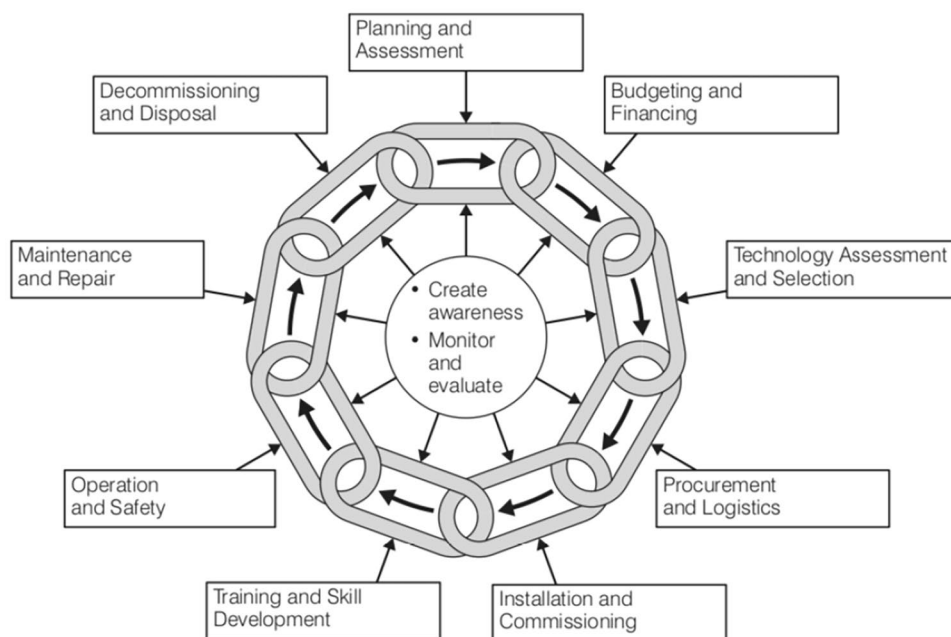 Planning and
Assessment
Budgeting and
Financing
Technology Assessment
and Selection
Procurement
and Logistics
Installation and
Commissioning
Training and Skill
Development
Operation
and Safety
Maintenance
and Repair
Decommissioning
and Disposal
• Create
awareness
• Monitor
and
evaluate